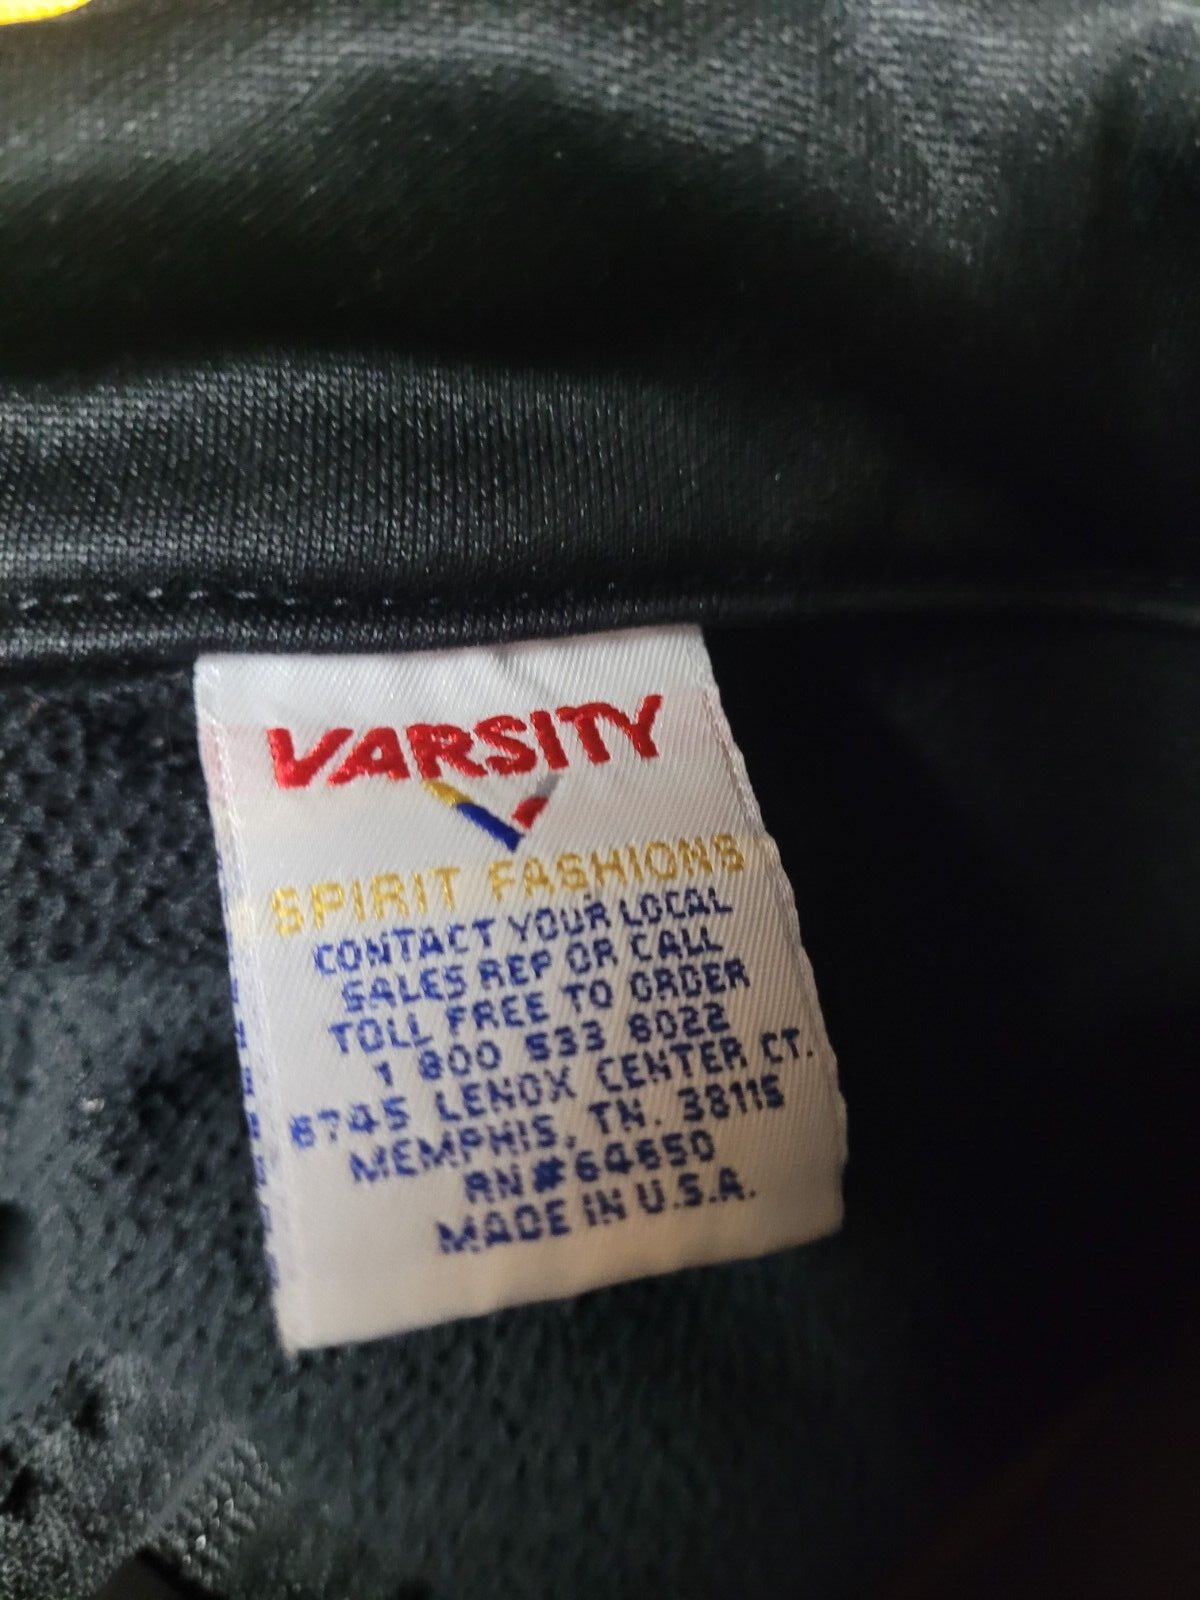 VARSITY
SPIRIT FASHIONS
CONTACT YOUR LOCAL
SALES REP OR CALL
TOLL FREE TO ORDER
1 800 533 8022
6745 LENOX CENTER CT.
MEMPHIS, TN. 38115
RN#64650
MADE IN U.S.A.